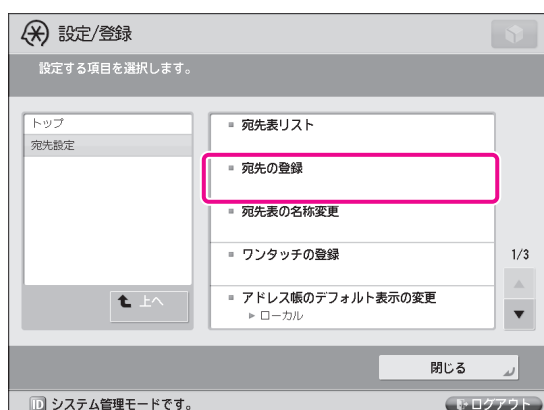 設定/登録
設定する項目を選択します。
トップ
宛先設定
上へ
宛先表リスト
宛先の登録
宛先表の名称変更
ワンタッチの登録
アドレス帳のデフォルト表示の変更
▶ ローカル
1/3
閉じる
ID システム管理モードです。
ログアウト